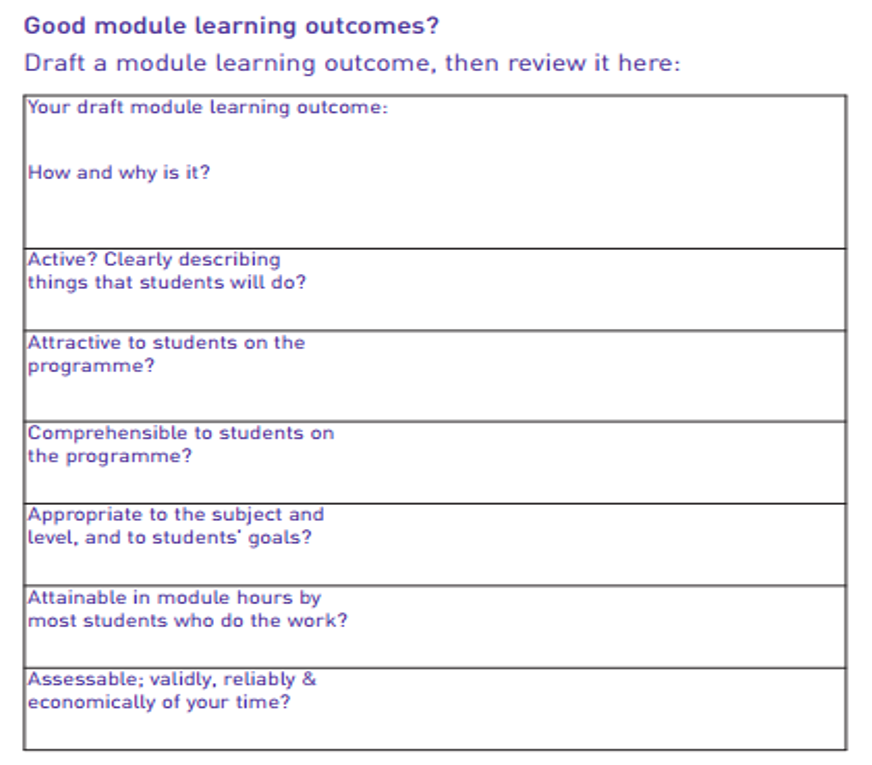 Good module learning outcomes?
Draft a module learning outcome, then review it here:
Your draft module learning outcome:
How and why is it?
Active? Clearly describing
things that students will do?
Attractive to students on the
programme?
Comprehensible to students on
the programme?
Appropriate to the subject and
level, and to students' goals?
Attainable in module hours by
most students who do the work?
Assessable; validly, reliably &
economically of your time?